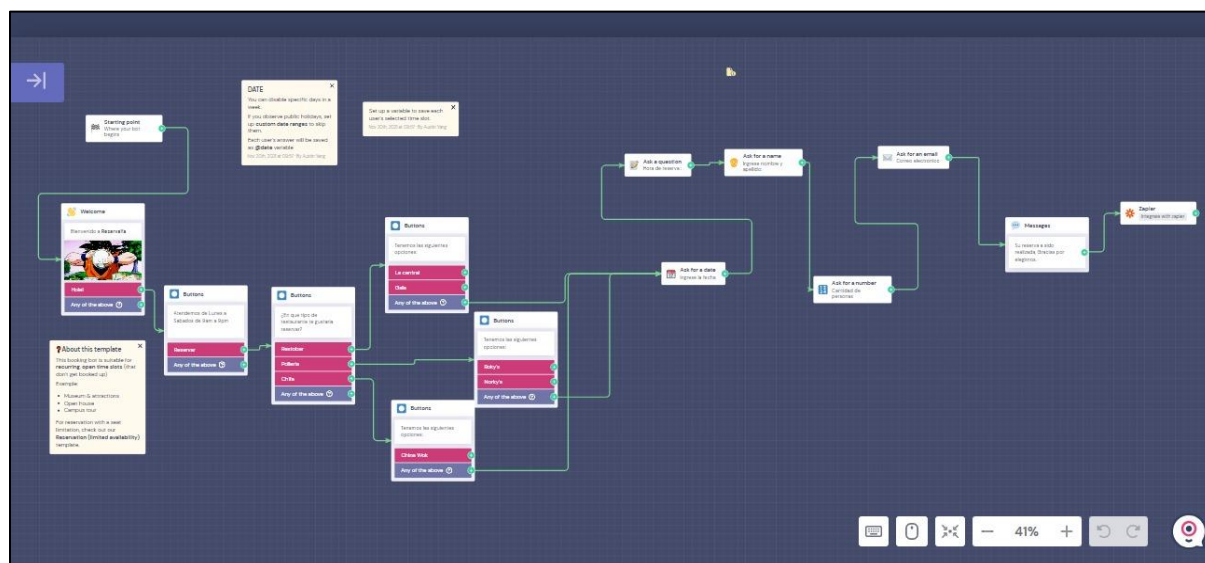 DATE
You can disable specific days in a
week.
If you observe public holidays, set
up custom date ranges to skip
them.
Each user's answer will be saved
as @date variable
Set up a variable to save each
user's selected time slot.
Starting point
Where your bot
begins
Welcome
Bienvenido a
Any of the above
Buttons
Atendemos de Lunes a
Reservar
Any of the above
Buttons
¿En que tipo de
restaurante le gustaria
reservar?
Restobar
Polleria
Chifa
Any of the above
Buttons
Tenemos las siguientes
opciones:
La central
Any of the above
Buttons
Tenemos las siguientes
opciones:
Roky's
Norky's
Any of the above
Buttons
Tenemos las siguientes
opciones:
China Wok
Any of the above
About this template
This booking bot is suitable for
recurring, open time slots (that
don't get booked up)
Example:
Museum & attractions
Open house
Campus tour
For reservation with a seat
limitation, check out our
Reservation (limited availability)
template.
Ask for a date
Ingrese la fecha
Ask a question
Hora de reserva:
Ask for a name
Ingrese nombre y
apellido:
Ask for a number
Cantidad de
personas
Ask for an email
Correo electronico
Messages
Su reserva a sido
realizada, Gracias por
elegirnos
Zapier
Integrate with zapier
41%